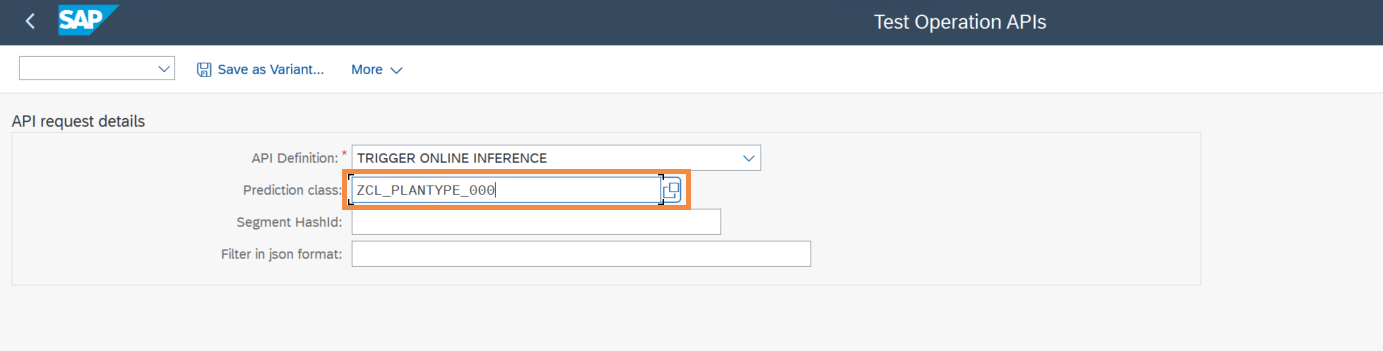 SAP Test Operation APIs
Save as Variant... More
API request details
API Definition: * TRIGGER ONLINE INFERENCE
Prediction class: ZCL_PLANTYPE_000
Segment HashId:
Filter in json format: